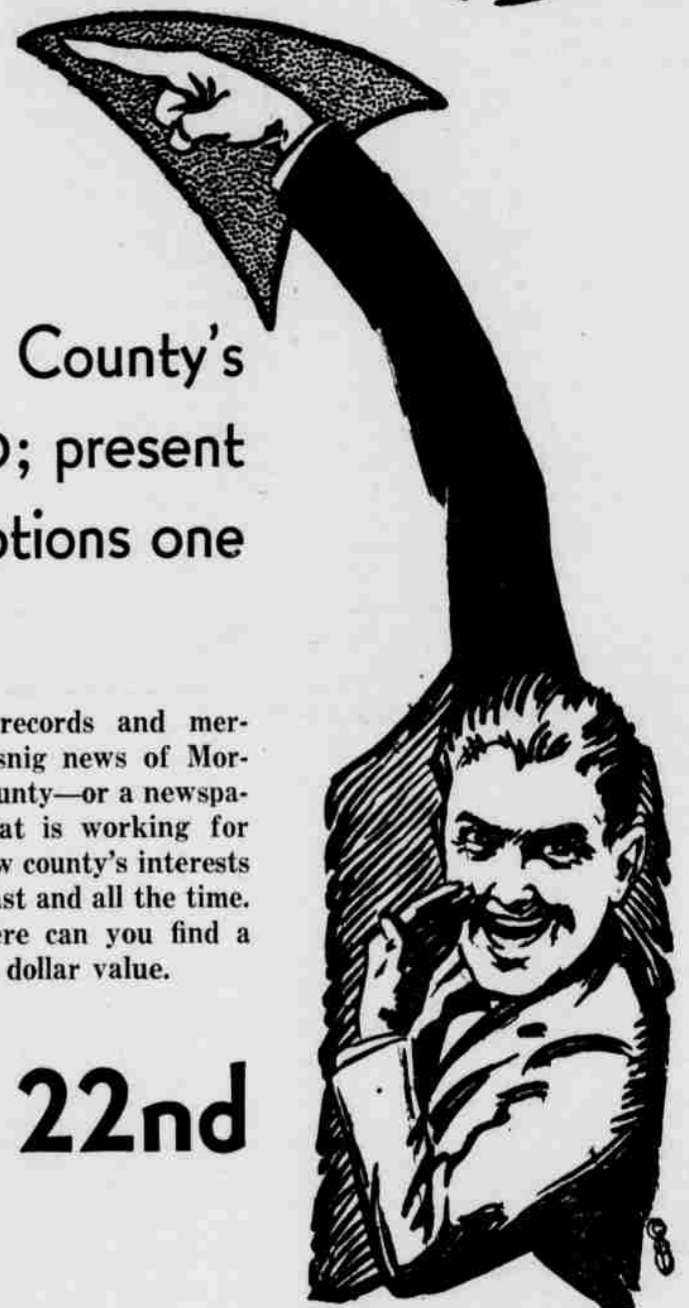 County's
; present
ptions one
records and mer-
snig news of Mor-
unty—or a newspa-
at is working for
w county's interests
ast and all the time.
ere can you find a
dollar value.
22nd